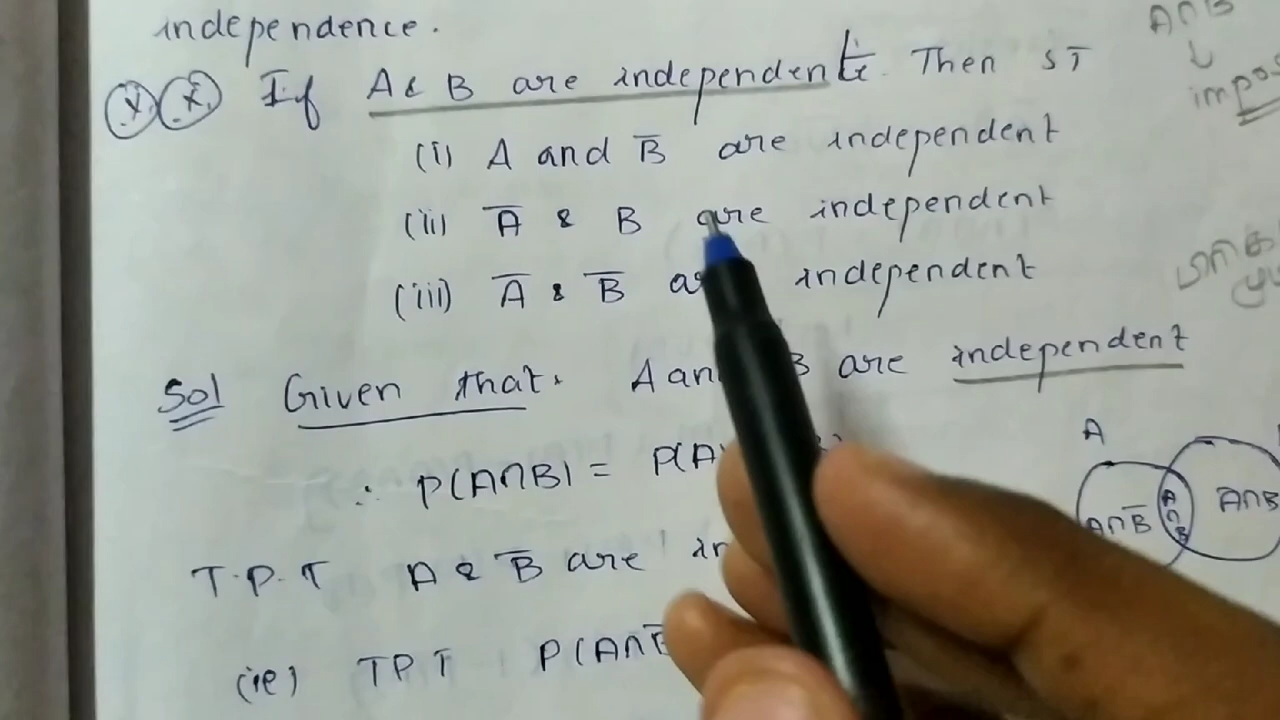 independence.
If A & B are independent. Then ST
(i) A and B̅ are independent
(ii) A̅ & B are independent
(iii) A̅ & B̅ independent
Sol Given that. A B are independent
∴ P(A∩B) =
T.P.T A & B̅ are
(ie) TPT
A∩B
↓
A
A∩B̅ A∩B A̅∩B